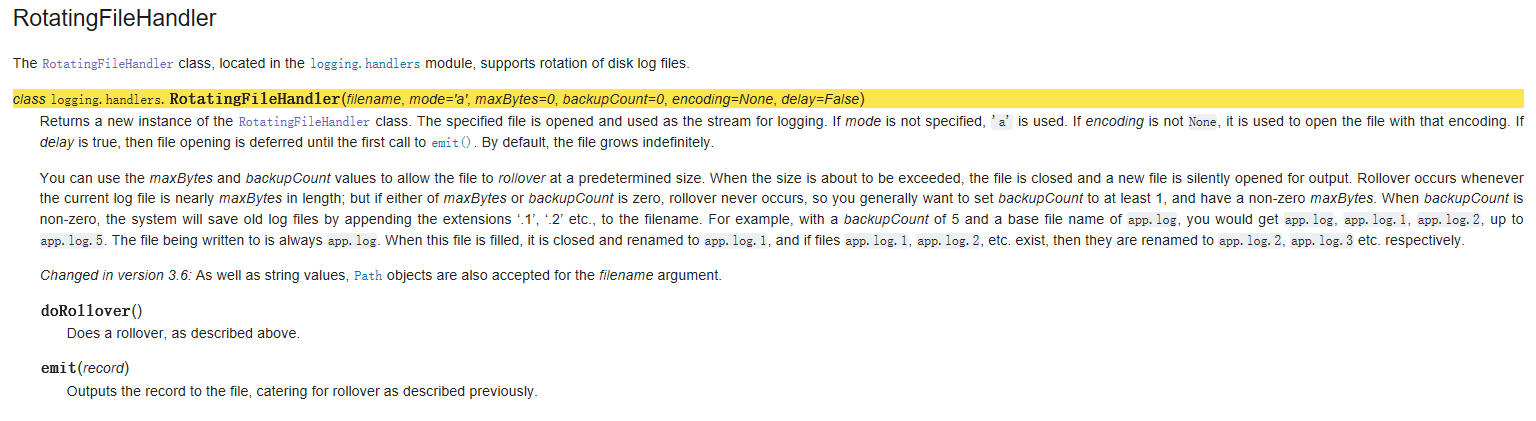 RotatingFileHandler
The RotatingFileHandler class, located in the logging.handlers module, supports rotation of disk log files.
class logging.handlers.RotatingFileHandler(filename, mode='a', maxBytes=0, backupCount=0, encoding=None, delay=False)
Returns a new instance of the RotatingFileHandler class. The specified file is opened and used as the stream for logging. If mode is not specified, 'a' is used. If encoding is not None, it is used to open the file with that encoding. If
delay is true, then file opening is deferred until the first call to emit(). By default, the file grows indefinitely.
You can use the maxBytes and backupCount values to allow the file to rollover at a predetermined size. When the size is about to be exceeded, the file is closed and a new file is silently opened for output. Rollover occurs whenever
the current log file is nearly maxBytes in length; but if either of maxBytes or backupCount is zero, rollover never occurs, so you generally want to set backupCount to at least 1, and have a non-zero maxBytes. When backupCount is
non-zero, the system will save old log files by appending the extensions ‘.1’, ‘.2’ etc., to the filename. For example, with a backupCount of 5 and a base file name of app.log, you would get app.log, app.log.1, app.log.2, up to
app.log.5. The file being written to is always app.log. When this file is filled, it is closed and renamed to app.log.1, and if files app.log.1, app.log.2, etc. exist, then they are renamed to app.log.2, app.log.3 etc. respectively.
Changed in version 3.6: As well as string values, Path objects are also accepted for the filename argument.
doRollover()
Does a rollover, as described above.
emit(record)
Outputs the record to the file, catering for rollover as described previously.